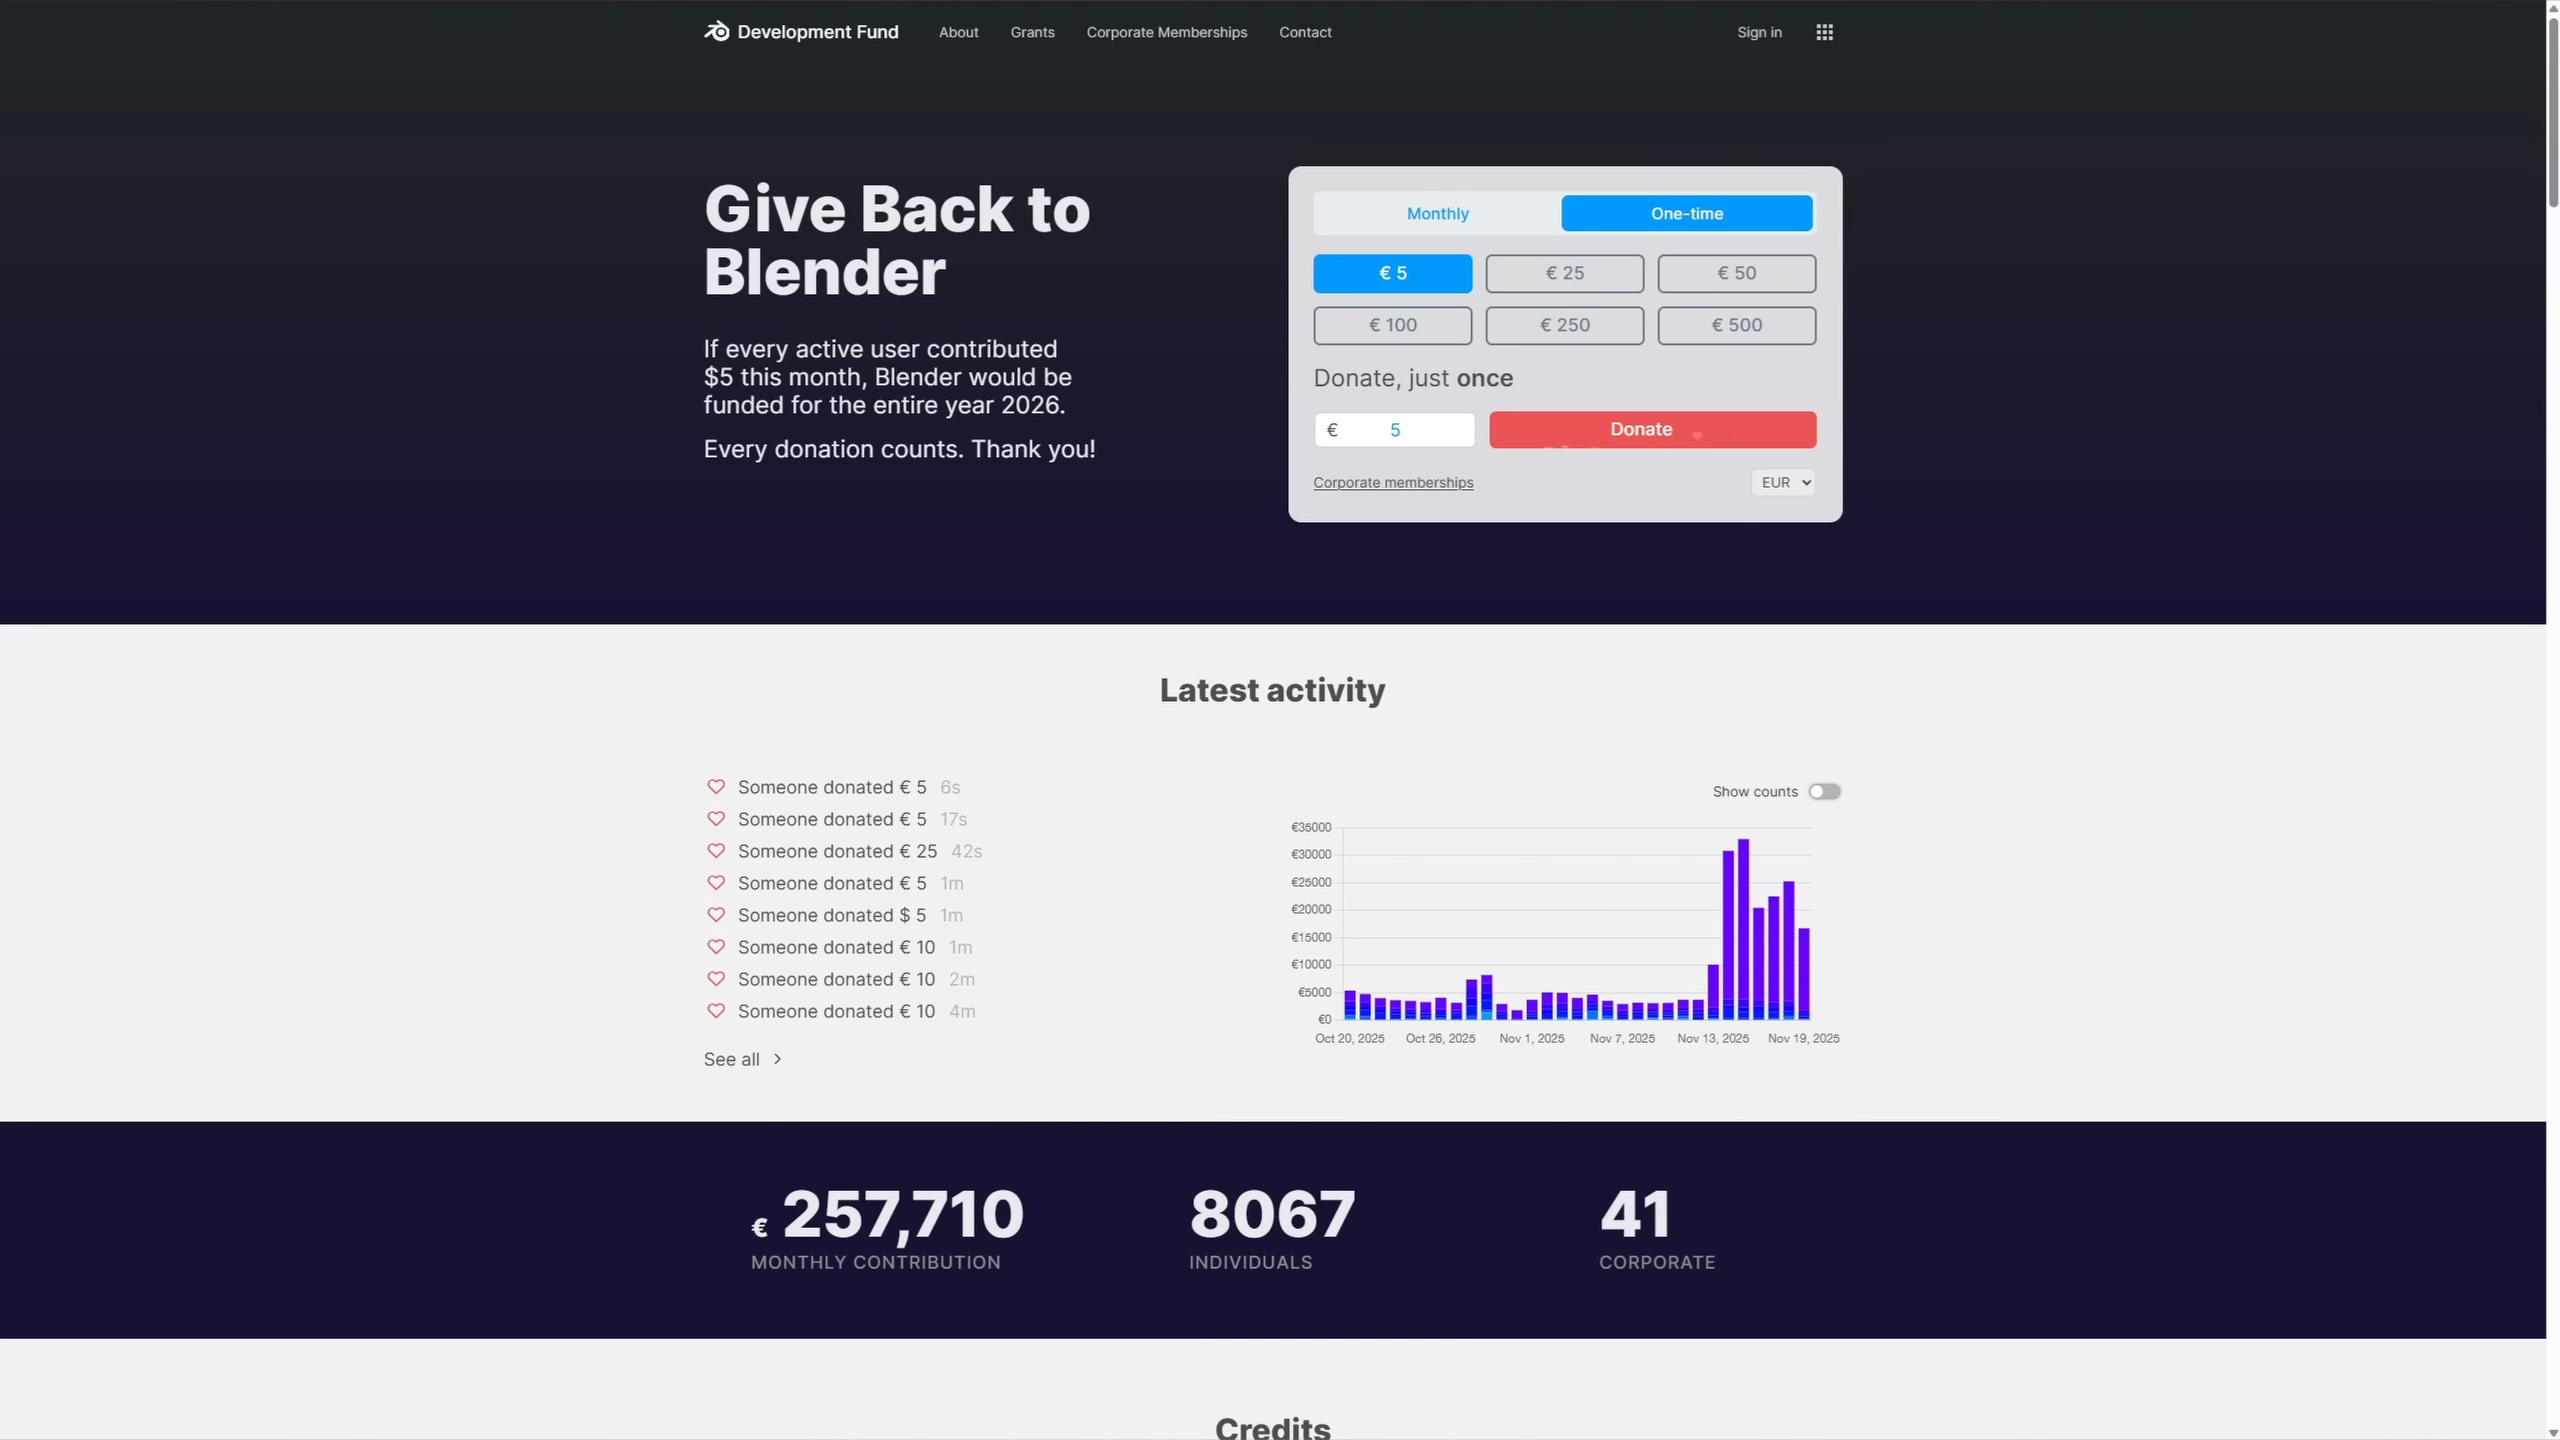 Development Fund
About
Grants
Corporate Memberships
Contact
Sign in
Give Back to
Blender
If every active user contributed
$5 this month, Blender would be
funded for the entire year 2026.
Every donation counts. Thank you!
Monthly
One-time
€ 5
€ 25
€ 50
€ 100
€ 250
€ 500
Donate, just once
€ 5
Donate
Corporate memberships
EUR
Latest activity
Someone donated € 5 6s
Someone donated € 5 17s
Someone donated € 25 42s
Someone donated € 5 1m
Someone donated $ 5 1m
Someone donated € 10 1m
Someone donated € 10 2m
Someone donated € 10 4m
See all
Show counts
€35000
€30000
€25000
€20000
€15000
€10000
€5000
€0
Oct 20, 2025
Oct 26, 2025
Nov 1, 2025
Nov 7, 2025
Nov 13, 2025
Nov 19, 2025
€ 257,710
MONTHLY CONTRIBUTION
8067
INDIVIDUALS
41
CORPORATE
Credits